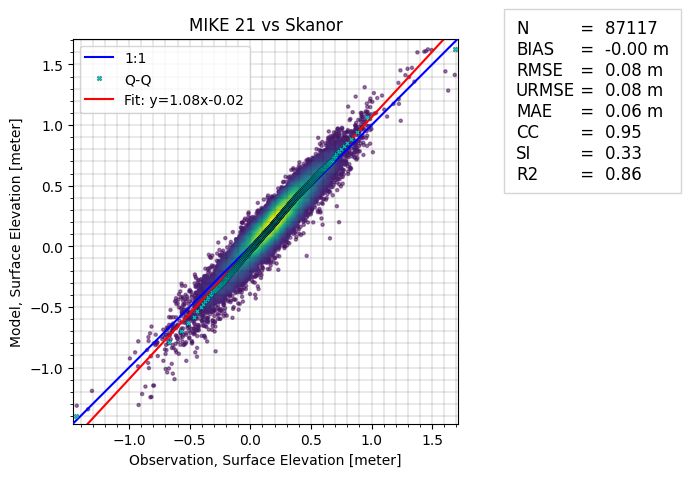 MIKE 21 vs Skanor
1:1
Q-Q
Fit: y=1.08x-0.02
N = 87117
BIAS = -0.00 m
RMSE = 0.08 m
URMSE = 0.08 m
MAE = 0.06 m
CC = 0.95
SI = 0.33
R2 = 0.86
Model, Surface Elevation [meter]
1.5
1.0
0.5
0.0
−0.5
−1.0
−1.0 −0.5 0.0 0.5 1.0 1.5
Observation, Surface Elevation [meter]